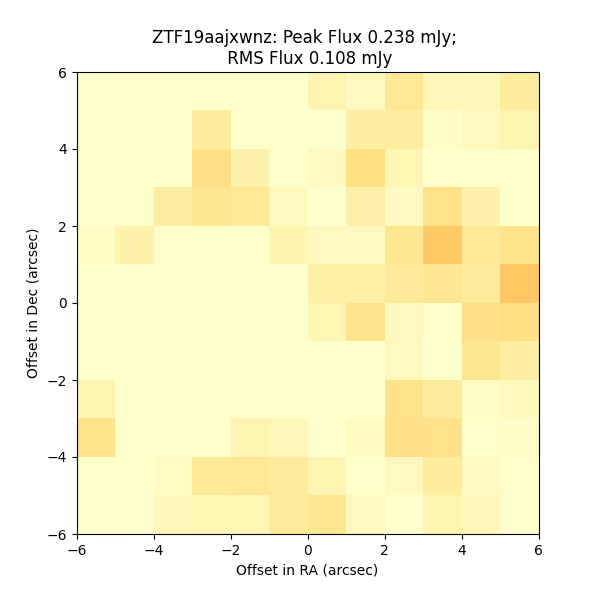 ZTF19aajxwnz: Peak Flux 0.238 mJy;
RMS Flux 0.108 mJy
6
4
2
0
−2
−4
−6
Offset in Dec (arcsec)
−6 −4 −2 0 2 4 6
Offset in RA (arcsec)